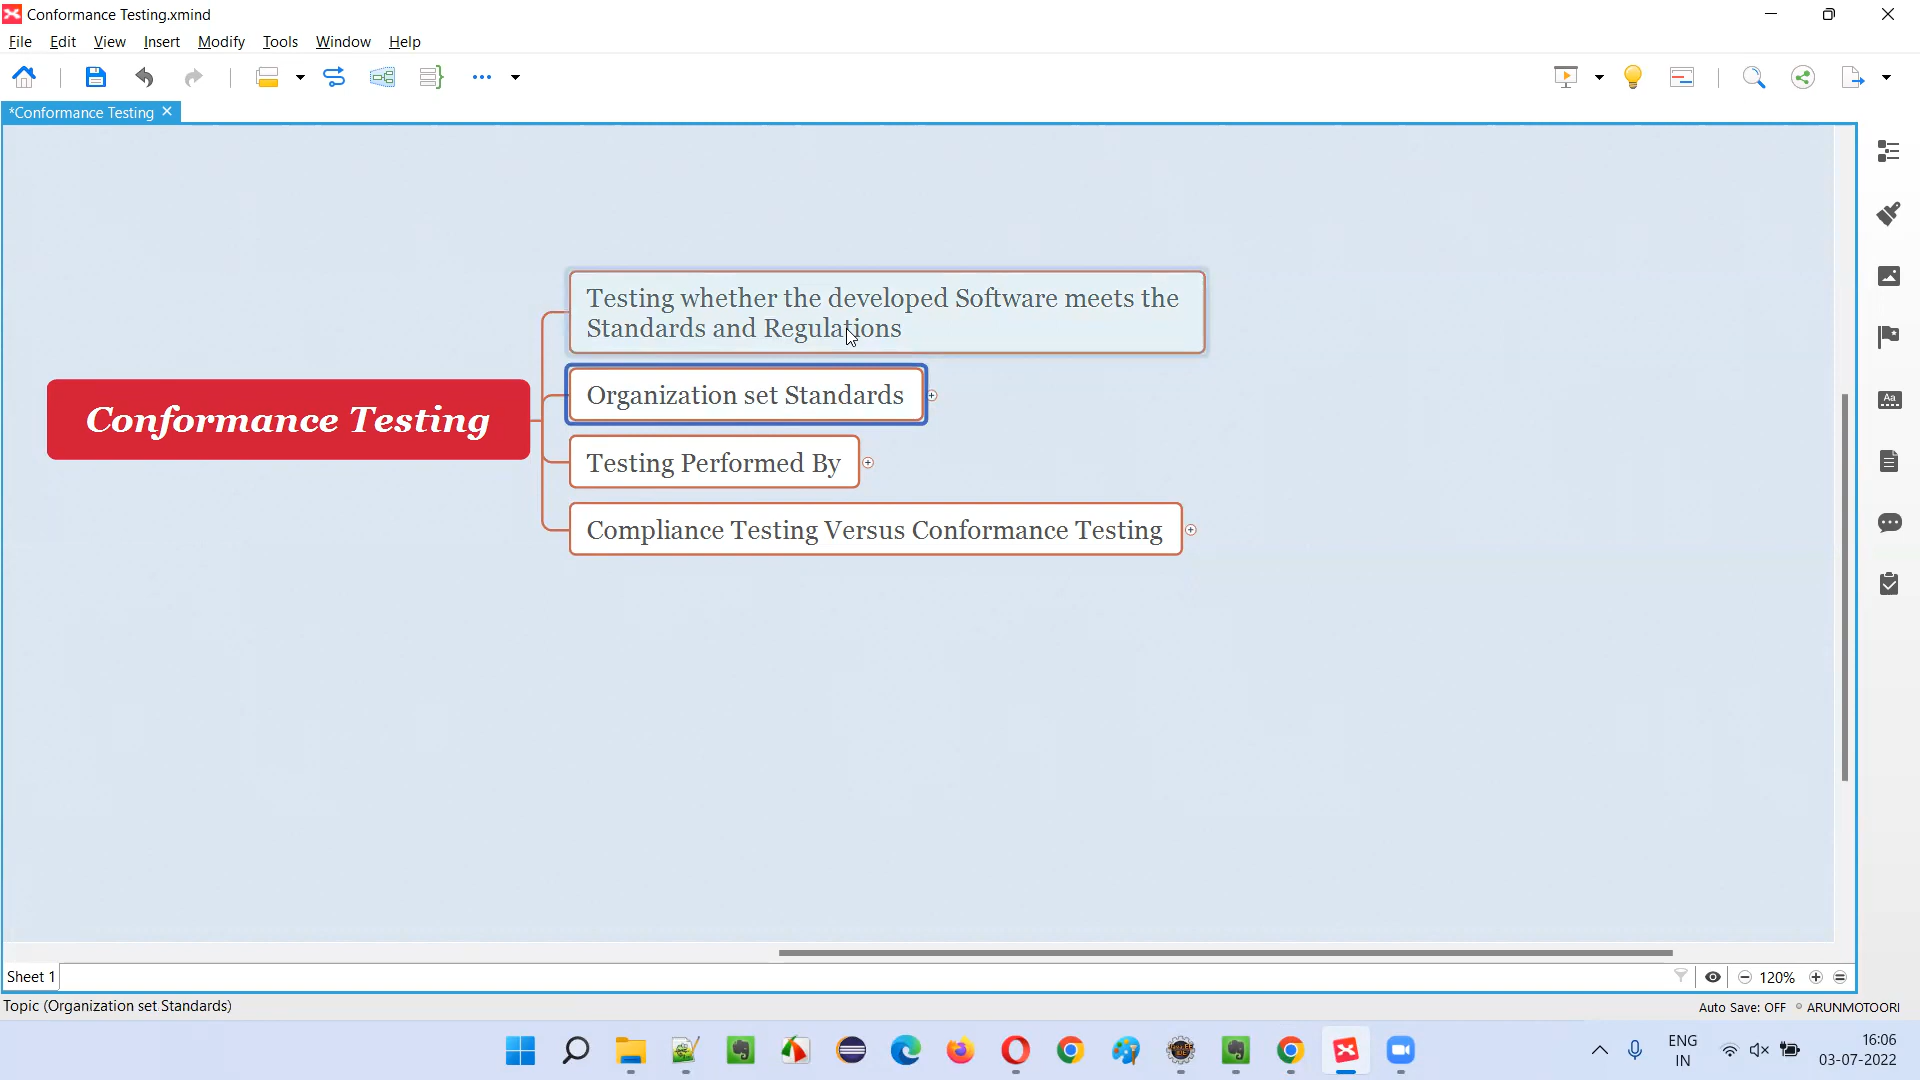 Conformance Testing.xmind
File Edit View Insert Modify Tools Window Help
*Conformance Testing
Testing whether the developed Software meets the
Standards and Regulations
Organization set Standards
Conformance Testing
Testing Performed By
Compliance Testing Versus Conformance Testing
Aa
Sheet 1
120%
Topic (Organization set Standards)
Auto Save: OFF
ARUNMOTOORI
ENG
IN
16:06
03-07-2022